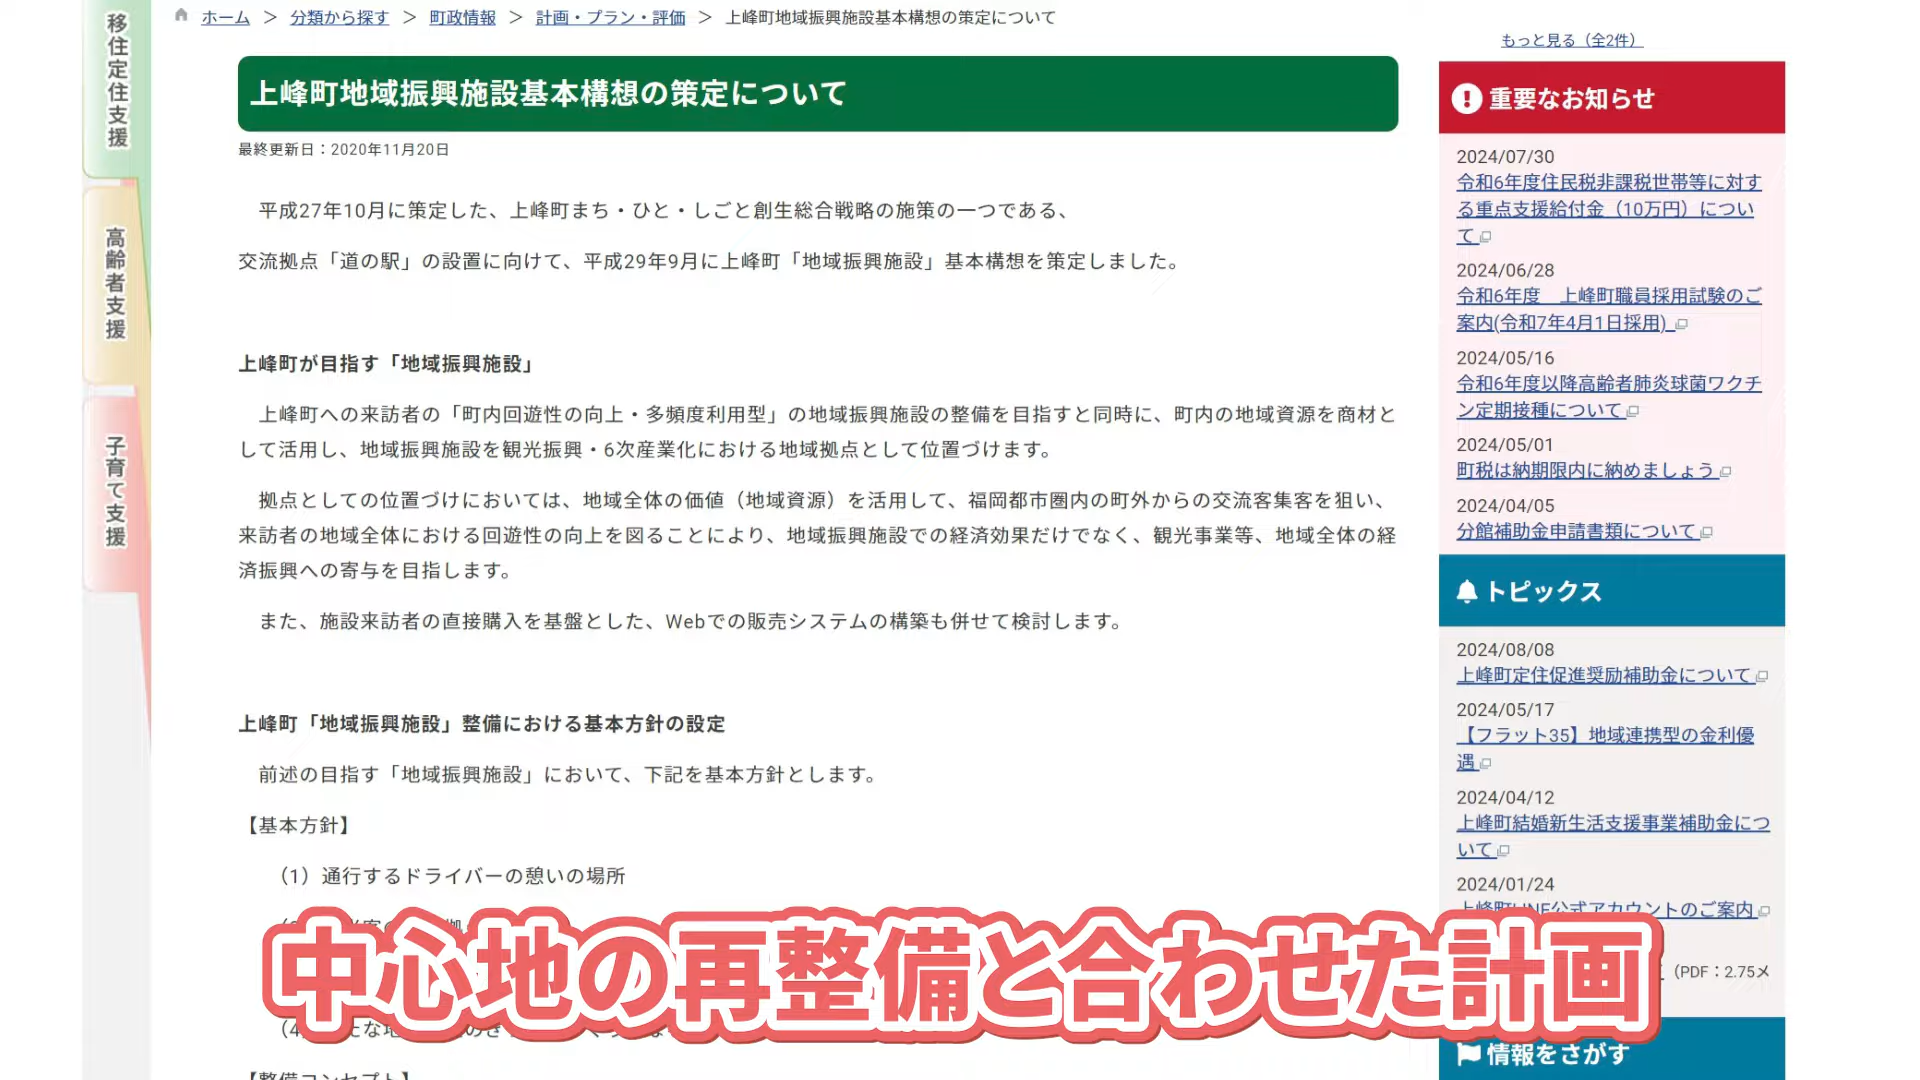 移住定住支援
高齢者支援
子育て支援
ホーム > 分類から探す > 町政情報 > 計画・プラン・評価 > 上峰町地域振興施設基本構想の策定について
上峰町地域振興施設基本構想の策定について
最終更新日：2020年11月20日
平成27年10月に策定した、上峰町まち・ひと・しごと創生総合戦略の施策の一つである、
交流拠点「道の駅」の設置に向けて、平成29年9月に上峰町「地域振興施設」基本構想を策定しました。
上峰町が目指す「地域振興施設」
上峰町への来訪者の「町内回遊性の向上・多頻度利用型」の地域振興施設の整備を目指すと同時に、町内の地域資源を商材と
して活用し、地域振興施設を観光振興・6次産業化における地域拠点として位置づけます。
拠点としての位置づけにおいては、地域全体の価値（地域資源）を活用して、福岡都市圏内の町外からの交流客集客を狙い、
来訪者の地域全体における回遊性の向上を図ることにより、地域振興施設での経済効果だけでなく、観光事業等、地域全体の経
済振興への寄与を目指します。
また、施設来訪者の直接購入を基盤とした、Webでの販売システムの構築も併せて検討します。
上峰町「地域振興施設」整備における基本方針の設定
前述の目指す「地域振興施設」において、下記を基本方針とします。
【基本方針】
（1）通行するドライバーの憩いの場所
【整備コンセプト】
中心地の再整備と合わせた計画
もっと見る（全2件）
重要なお知らせ
2024/07/30
令和6年度住民税非課税世帯等に対す
る重点支援給付金（10万円）につい
て
2024/06/28
令和6年度　上峰町職員採用試験のご
案内(令和7年4月1日採用)
2024/05/16
令和6年度以降高齢者肺炎球菌ワクチ
ン定期接種について
2024/05/01
町税は納期限内に納めましょう
2024/04/05
分館補助金申請書類について
トピックス
2024/08/08
上峰町定住促進奨励補助金について
2024/05/17
【フラット35】地域連携型の金利優
遇
2024/04/12
上峰町結婚新生活支援事業補助金につ
いて
2024/01/24
上峰町LINE公式アカウントのご案内
（PDF：2.75メ
情報をさがす